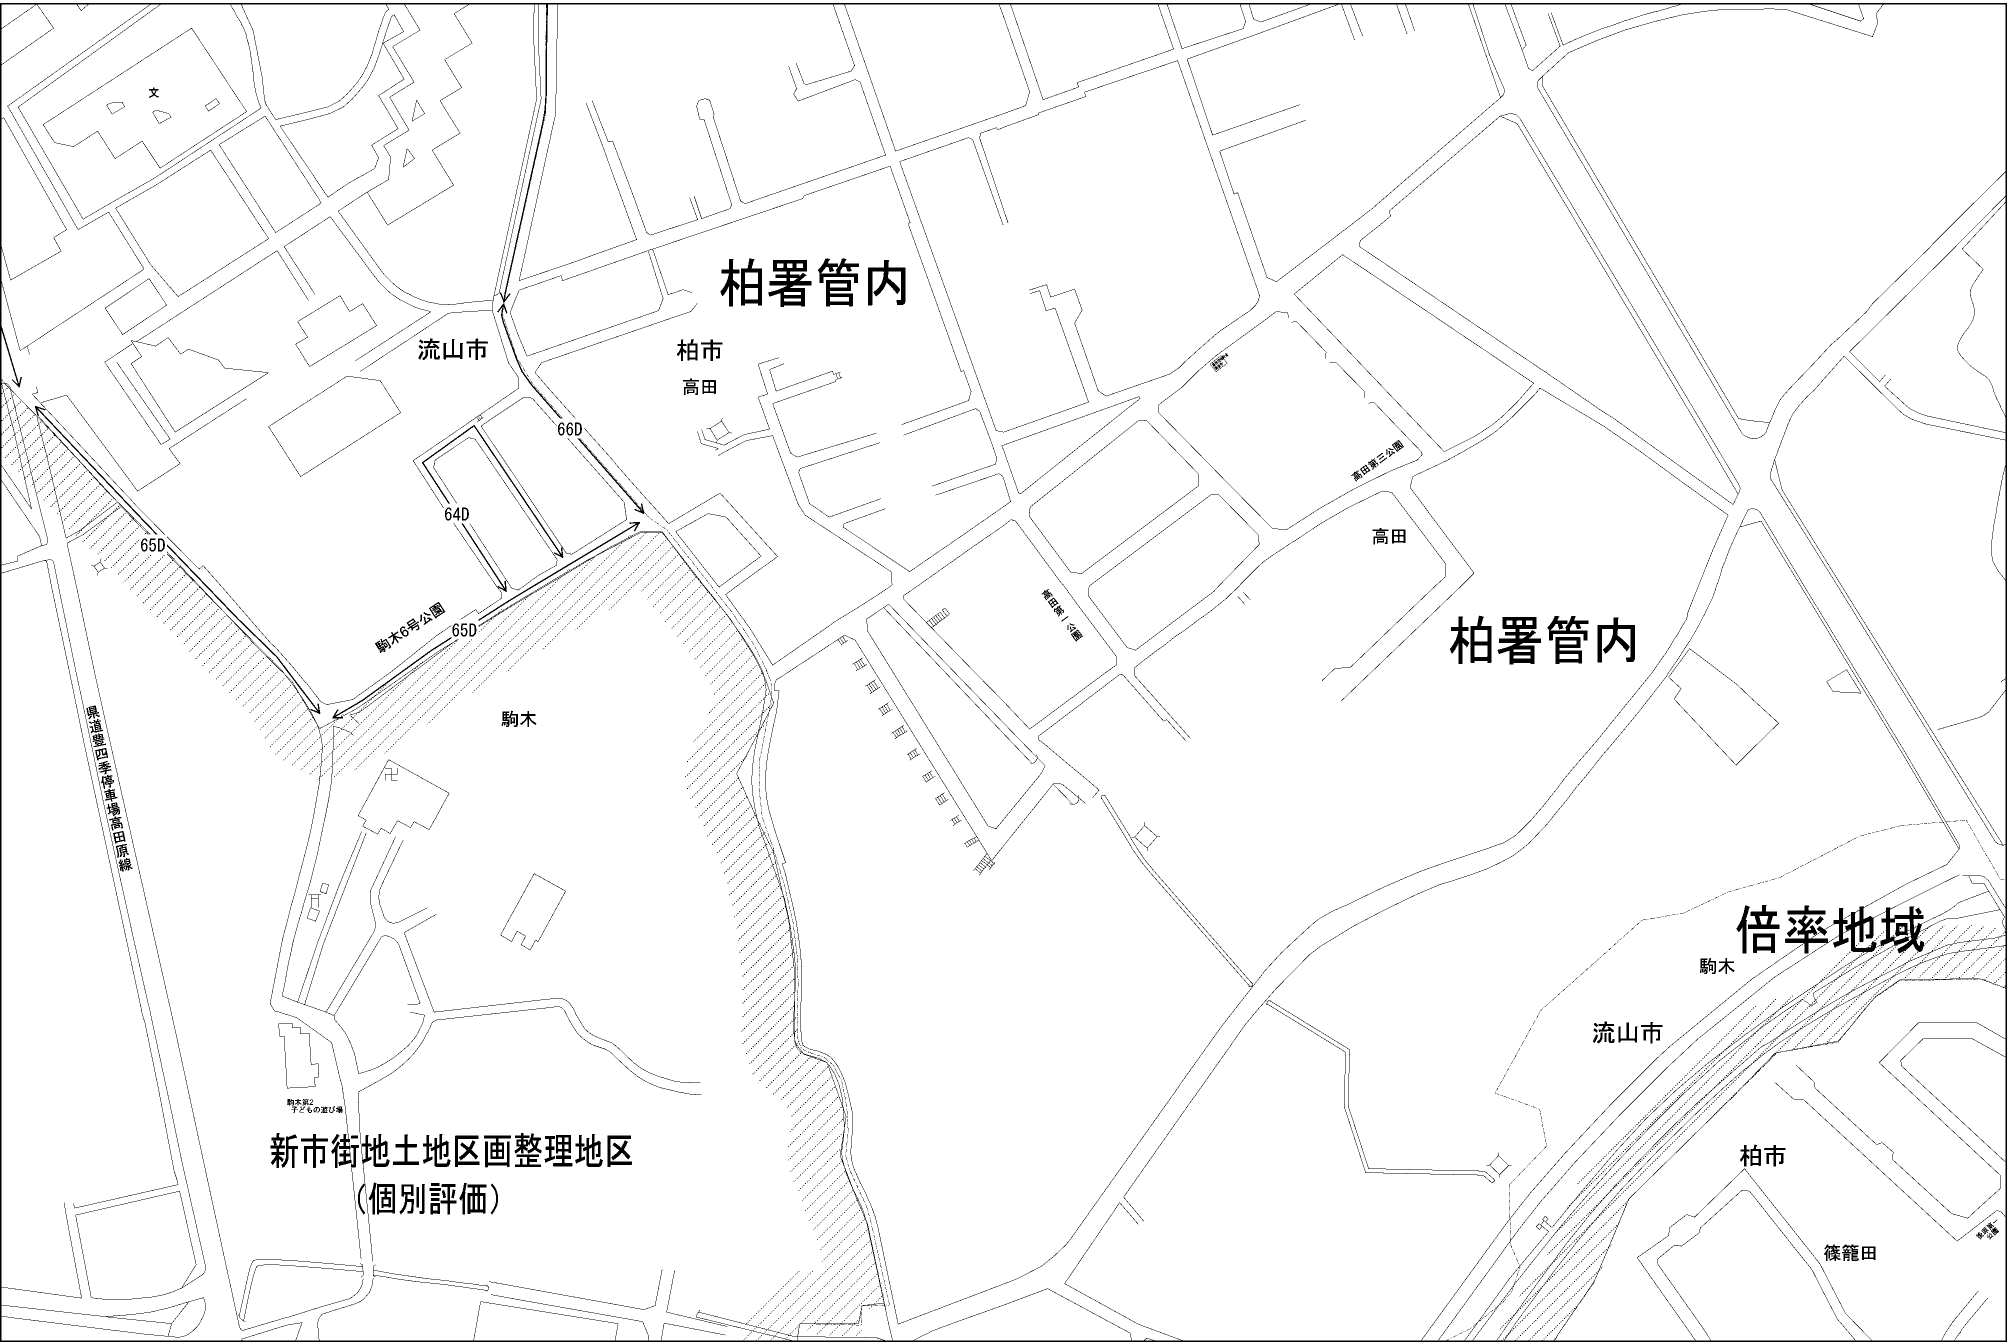 文
柏署管内
流山市
柏市
高田
66D
高田第三公園
64D
高田
65D
高田第一公園
駒木6号公園
65D
柏署管内
駒木
県道豊四季停車場高田原線
卍
倍率地域
駒木
流山市
駒木第2
子どもの遊び場
新市街地土地区画整理地区
(個別評価)
柏市
篠籠田